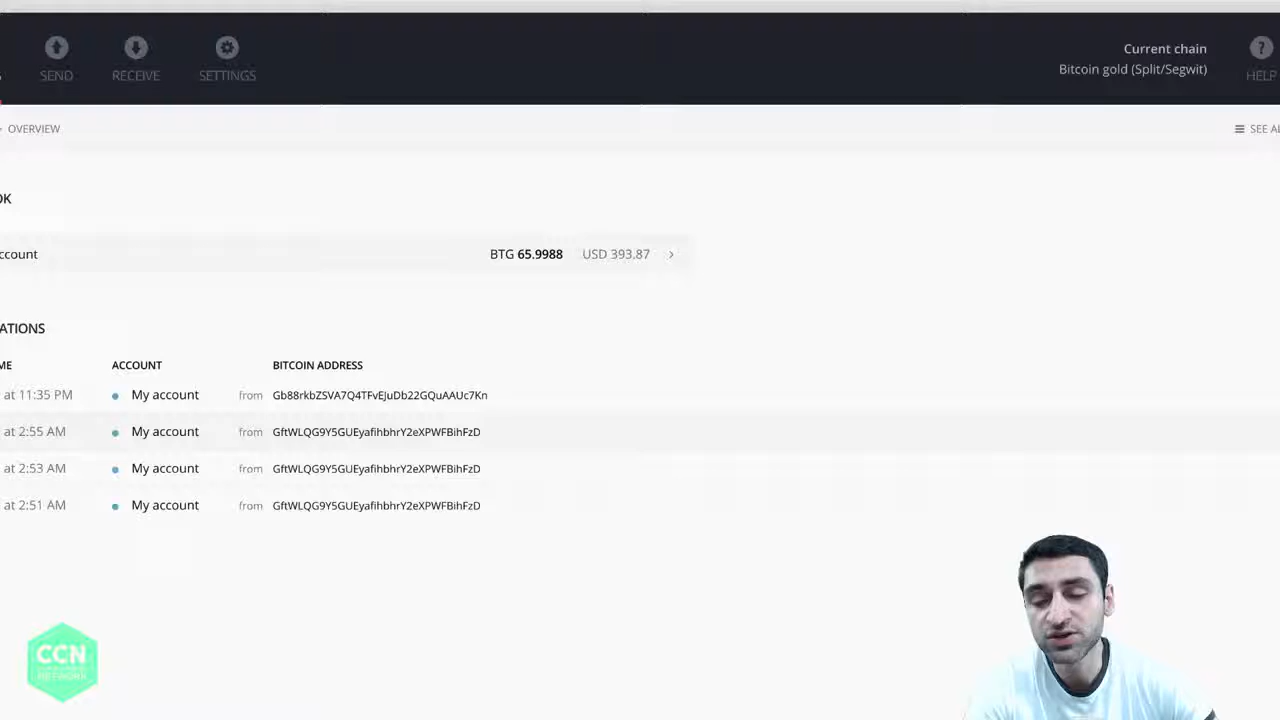 SEND RECEIVE SETTINGS
Current chain
Bitcoin gold (Split/Segwit)
HELP
OVERVIEW
SEE AL
OK
ccount BTG 65.9988 USD 393.87 >
ATIONS
ME ACCOUNT BITCOIN ADDRESS
at 11:35 PM My account from Gb88rkbZSVA7Q4TFvEJuDb22GQuAAUc7Kn
at 2:55 AM My account from GftWLQG9Y5GUEyafihbhrY2eXPWFBihFzD
at 2:53 AM My account from GftWLQG9Y5GUEyafihbhrY2eXPWFBihFzD
at 2:51 AM My account from GftWLQG9Y5GUEyafihbhrY2eXPWFBihFzD
CCN
NETWORK